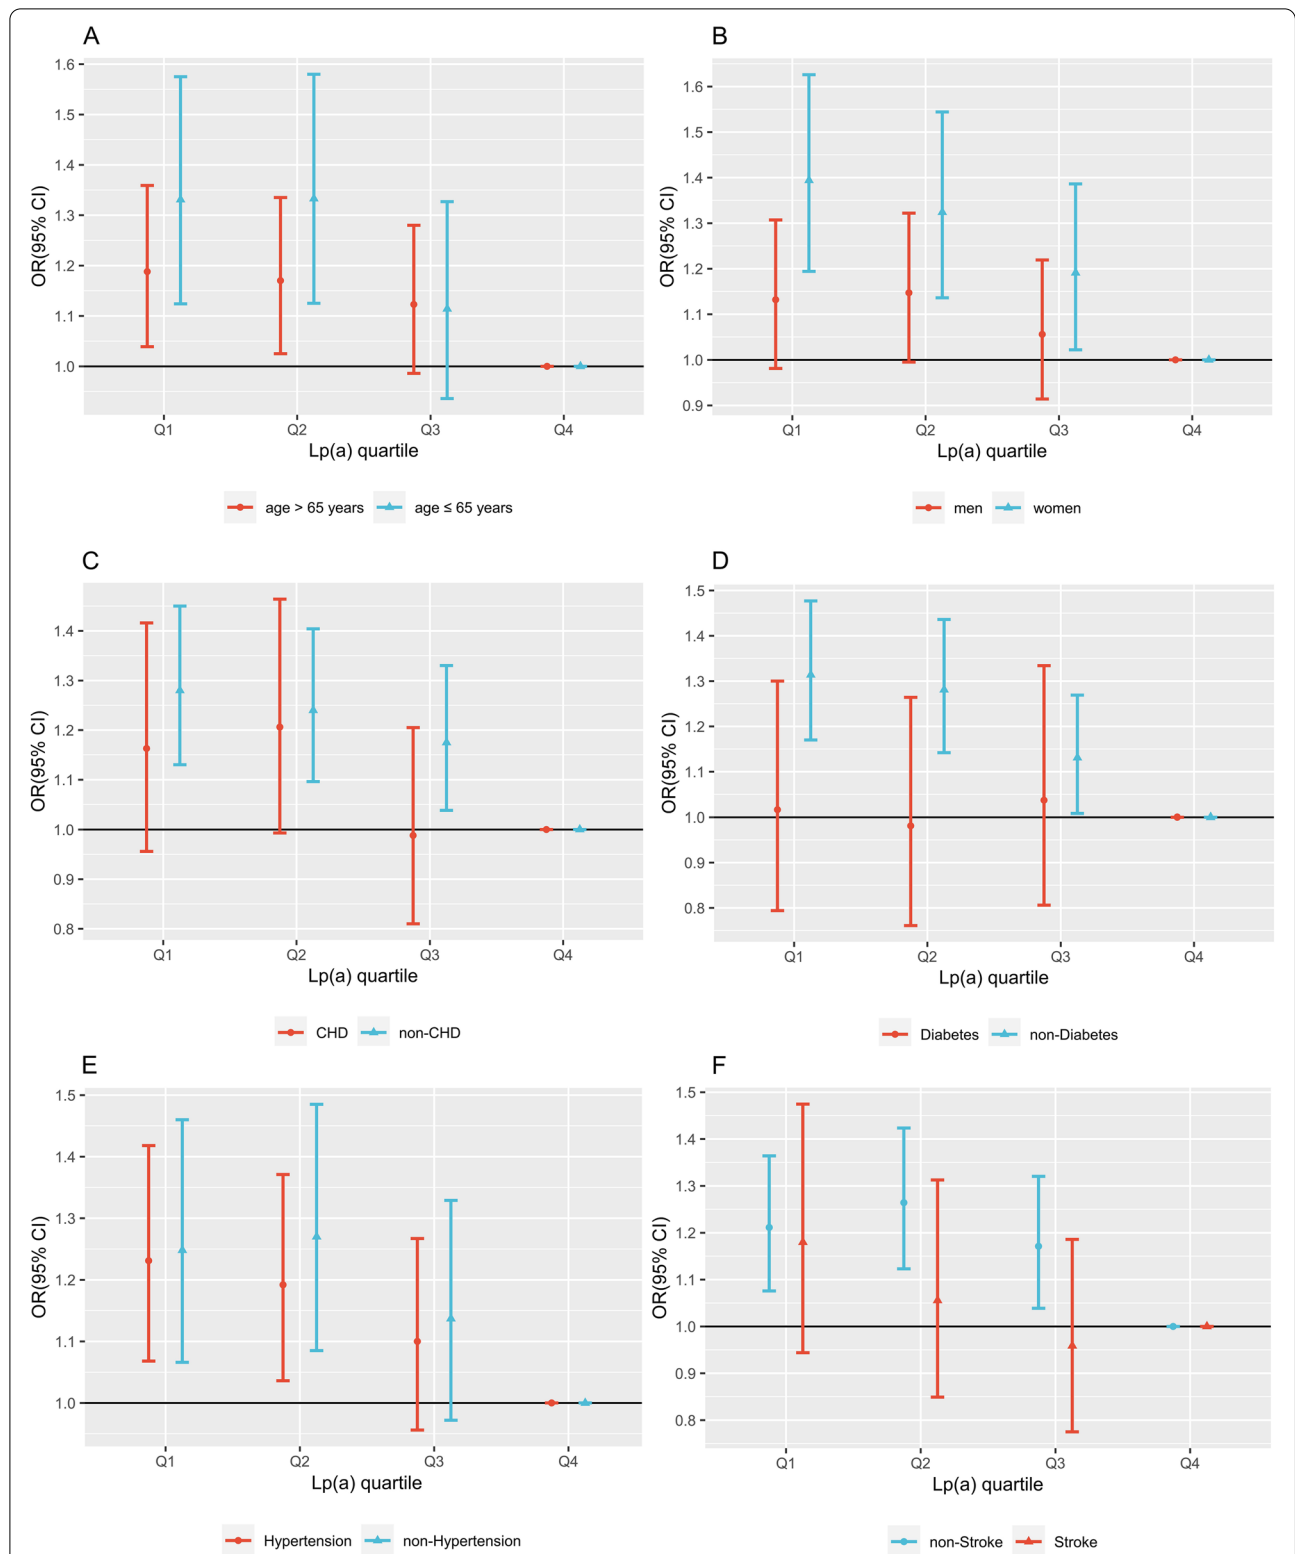 A
OR(95% CI)
1.6
1.5
1.4
1.3
1.2
1.1
1.0
Q1 Q2 Q3 Q4
Lp(a) quartile
age > 65 years age ≤ 65 years
B
OR(95% CI)
1.6
1.5
1.4
1.3
1.2
1.1
1.0
0.9
Q1 Q2 Q3 Q4
Lp(a) quartile
men women
C
OR(95% CI)
1.4
1.3
1.2
1.1
1.0
0.9
0.8
Q1 Q2 Q3 Q4
Lp(a) quartile
CHD non-CHD
D
OR(95% CI)
1.5
1.4
1.3
1.2
1.1
1.0
0.9
0.8
Q1 Q2 Q3 Q4
Lp(a) quartile
Diabetes non-Diabetes
E
OR(95% CI)
1.5
1.4
1.3
1.2
1.1
1.0
Q1 Q2 Q3 Q4
Lp(a) quartile
Hypertension non-Hypertension
F
OR(95% CI)
1.5
1.4
1.3
1.2
1.1
1.0
0.9
0.8
Q1 Q2 Q3 Q4
Lp(a) quartile
non-Stroke Stroke